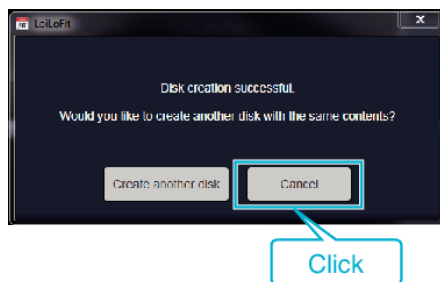 LoiLoFit
Disk creation successful.
Would you like to create another disk with the same contents?
Create another disk
Cancel
Click